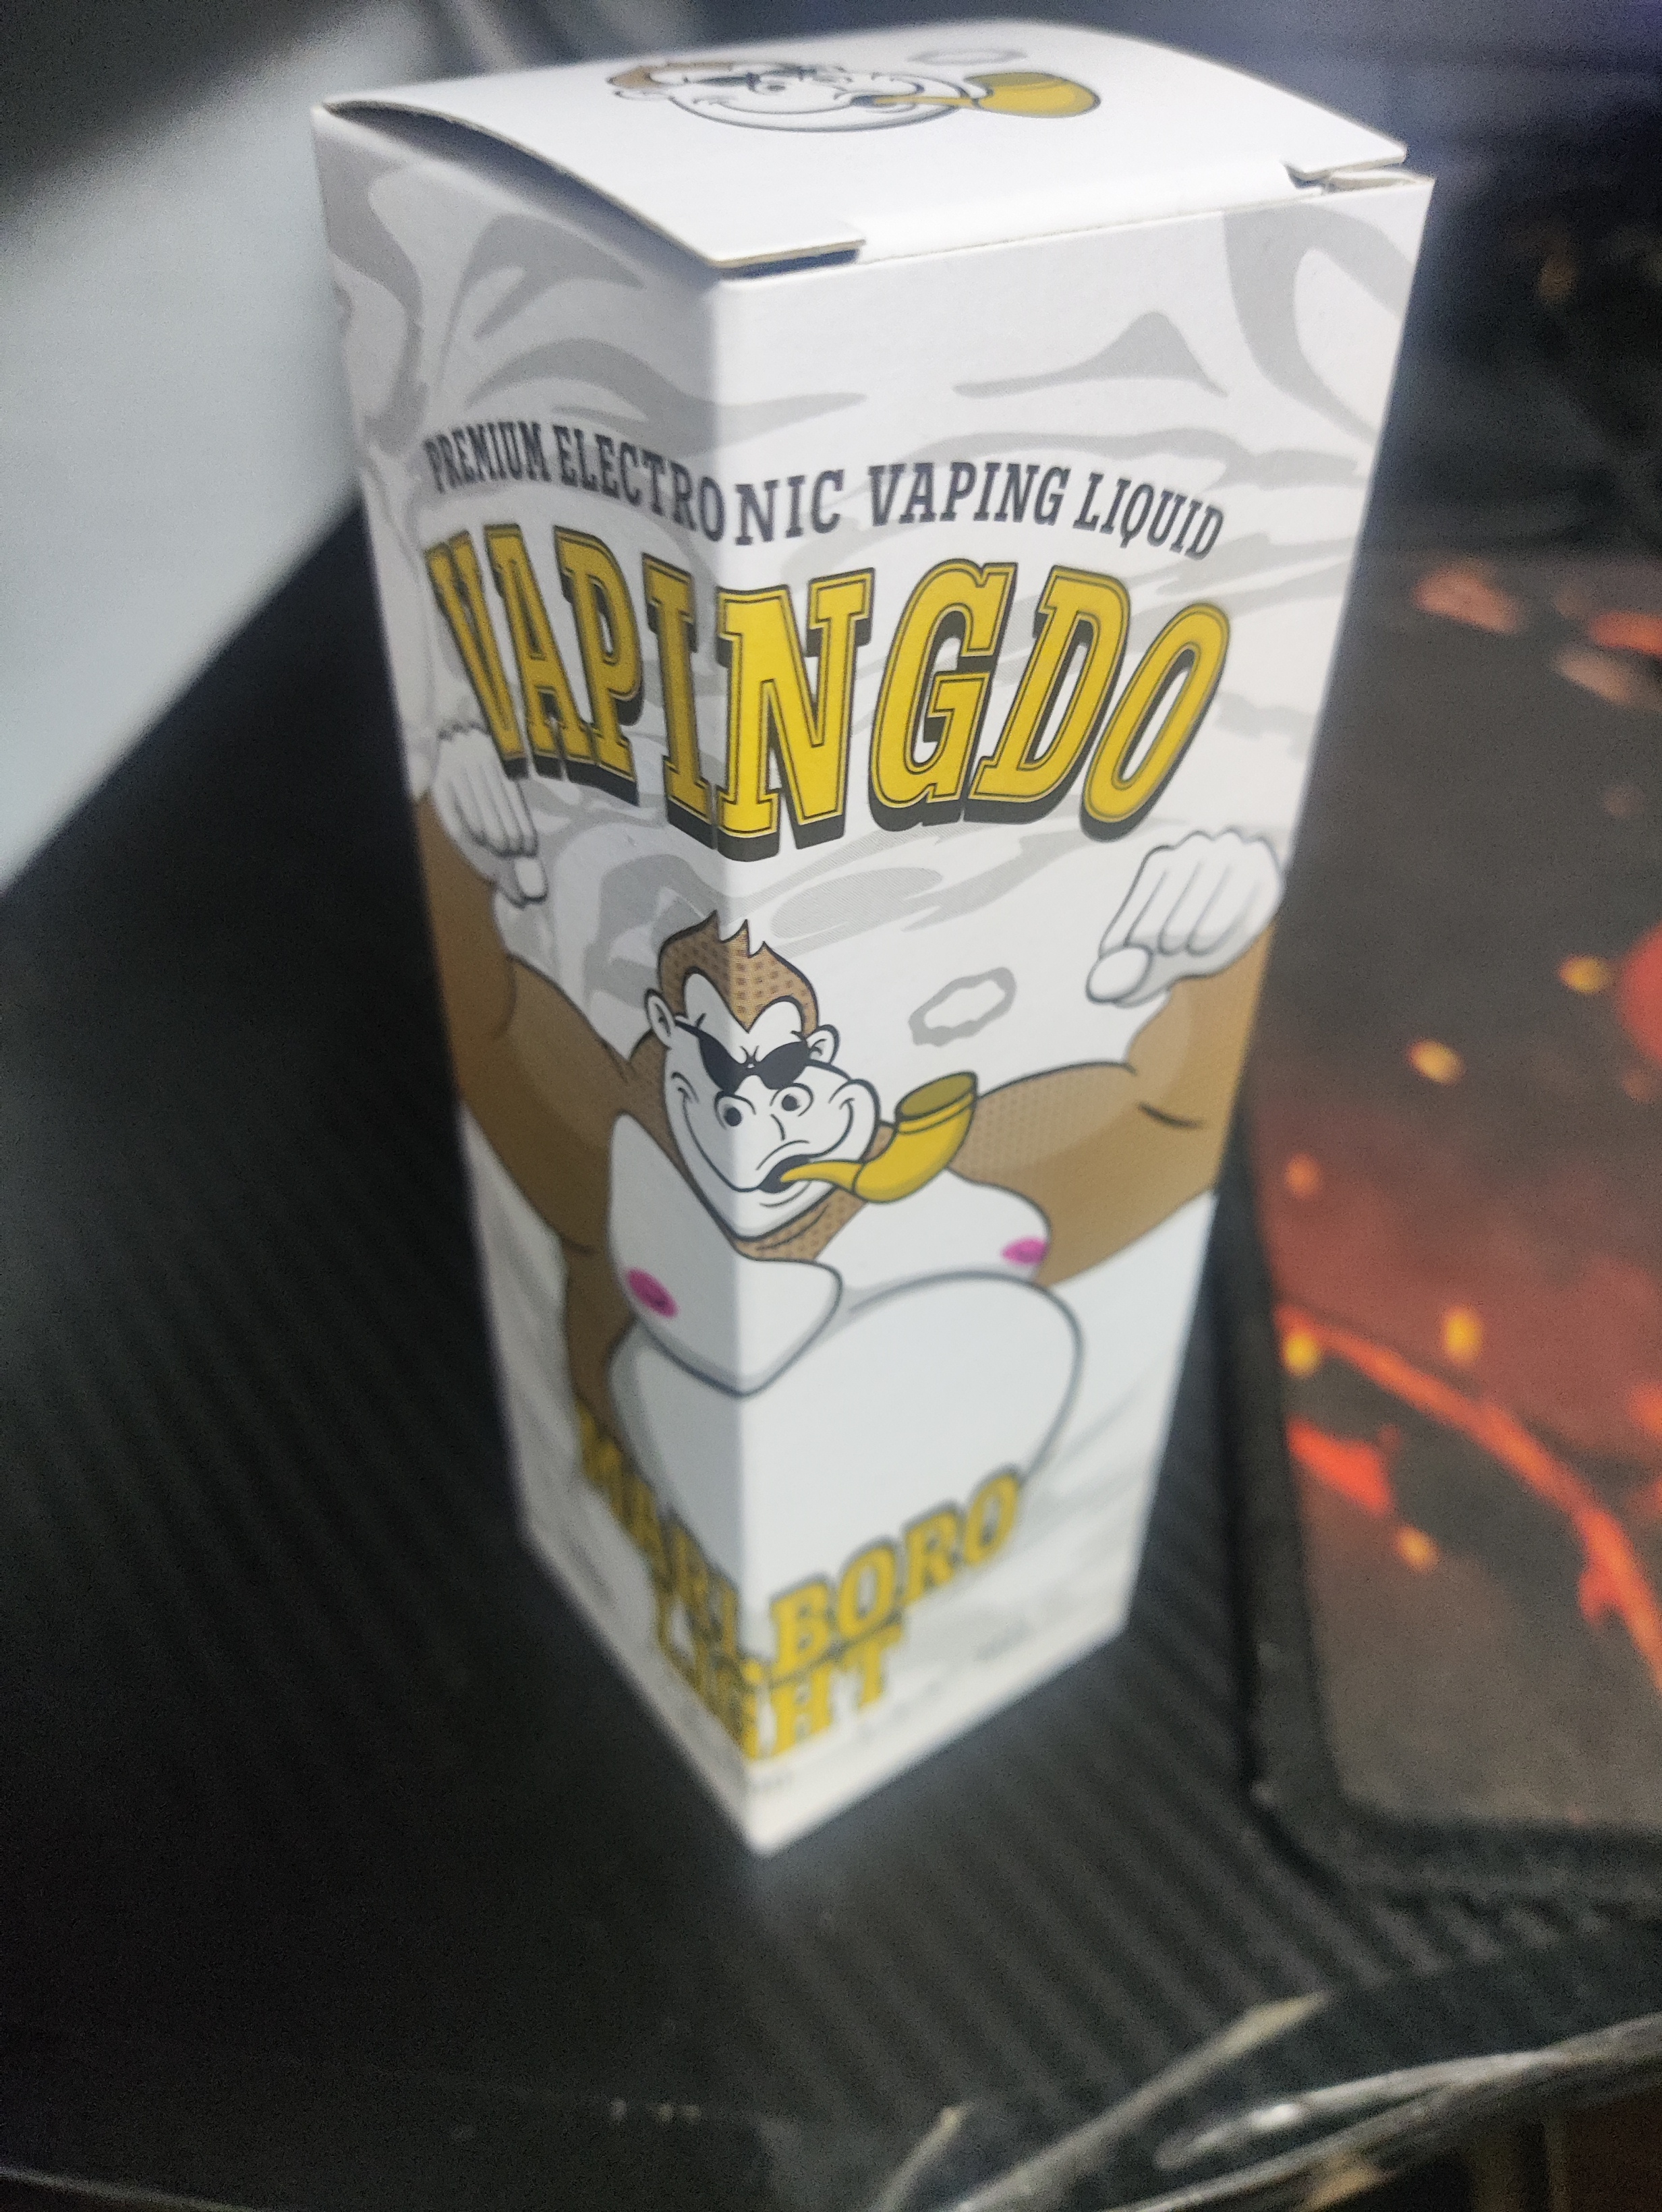 PREMIUM ELECTRONIC VAPING LIQUID
VAPINGDO
MARLBORO
LIGHT